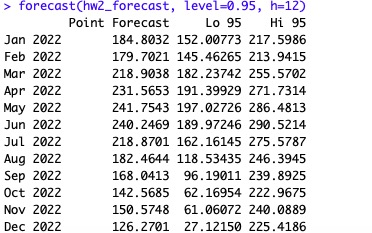 > forecast(hw2_forecast, level=0.95, h=12)
Point Forecast Lo 95 Hi 95
Jan 2022 184.8032 152.00773 217.5986
Feb 2022 179.7021 145.46265 213.9415
Mar 2022 218.9038 182.23742 255.5702
Apr 2022 231.5653 191.39929 271.7314
May 2022 241.7543 197.02726 286.4813
Jun 2022 240.2469 189.97246 290.5214
Jul 2022 218.8701 162.16145 275.5787
Aug 2022 182.4644 118.53435 246.3945
Sep 2022 168.0413 96.19011 239.8925
Oct 2022 142.5685 62.16954 222.9675
Nov 2022 150.5748 61.06072 240.0889
Dec 2022 126.2701 27.12150 225.4186